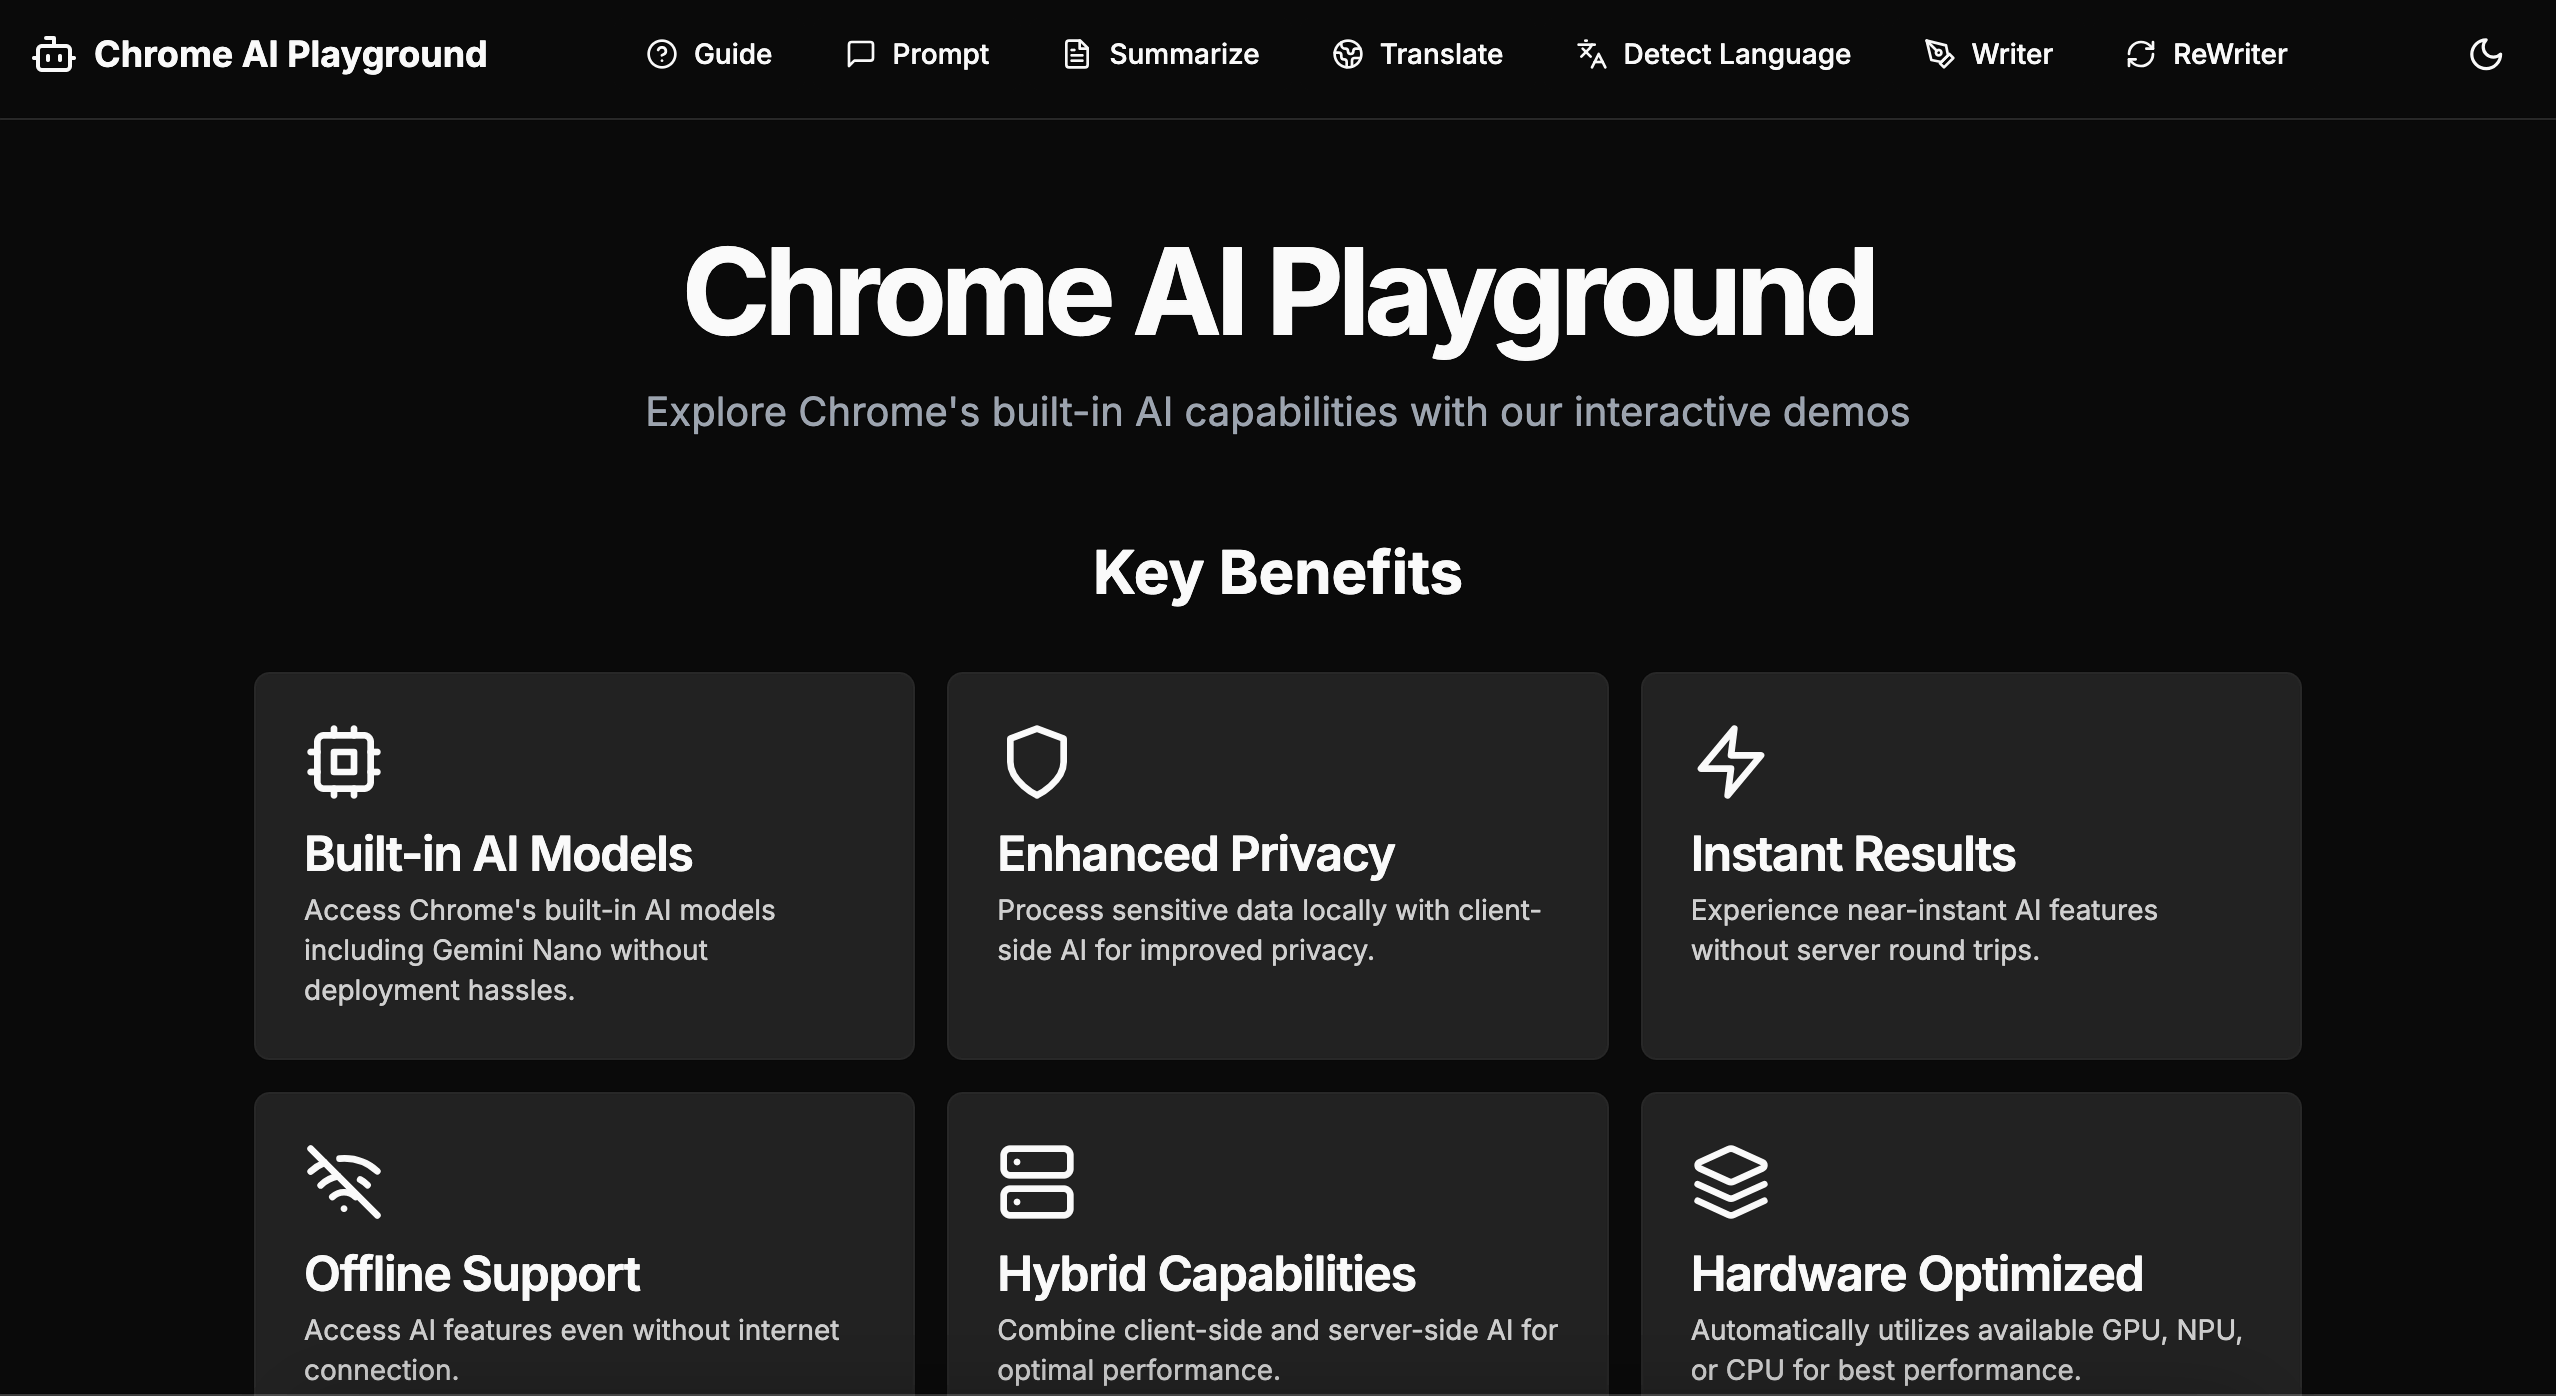 Chrome AI Playground
Guide
Prompt
Summarize
Translate
Detect Language
Writer
ReWriter
Chrome AI Playground
Explore Chrome's built-in AI capabilities with our interactive demos
Key Benefits
Built-in AI Models
Access Chrome's built-in AI models
including Gemini Nano without
deployment hassles.
Enhanced Privacy
Process sensitive data locally with client-
side AI for improved privacy.
Instant Results
Experience near-instant AI features
without server round trips.
Offline Support
Access AI features even without internet
connection.
Hybrid Capabilities
Combine client-side and server-side AI for
optimal performance.
Hardware Optimized
Automatically utilizes available GPU, NPU,
or CPU for best performance.